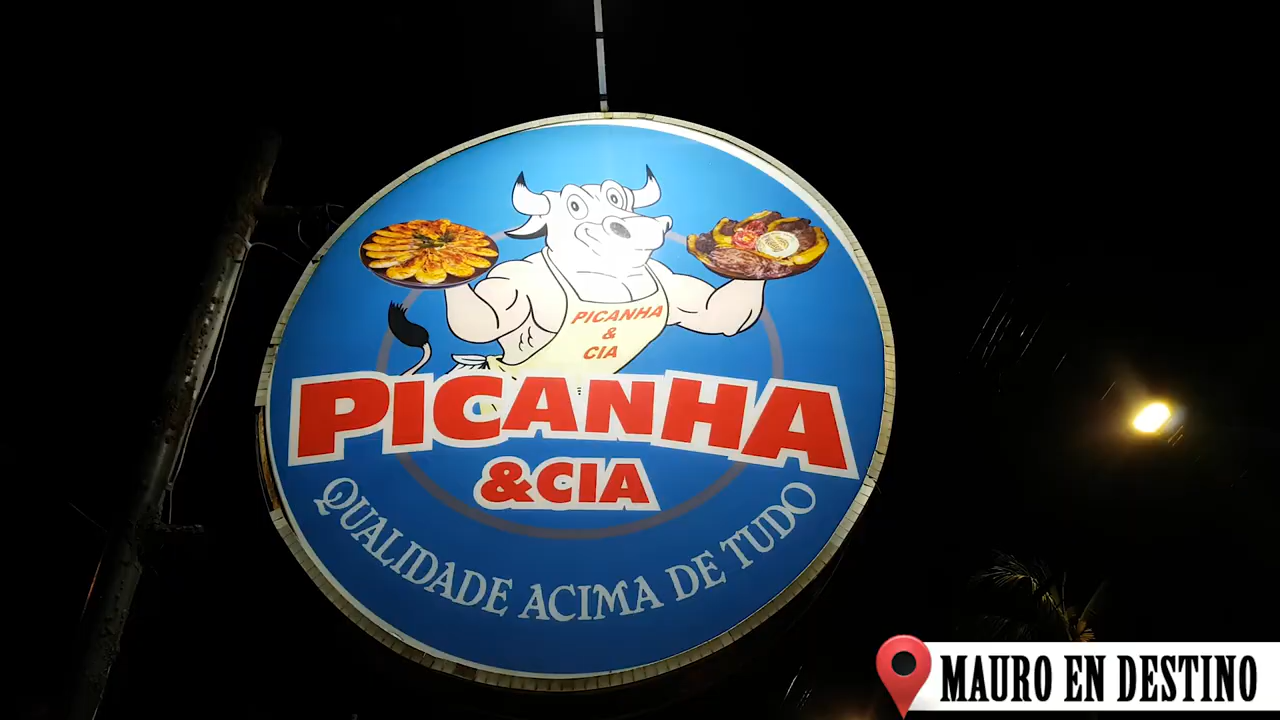 PICANHA
&
CIA
PICANHA
&CIA
QUALIDADE ACIMA DE TUDO
MAURO EN DESTINO